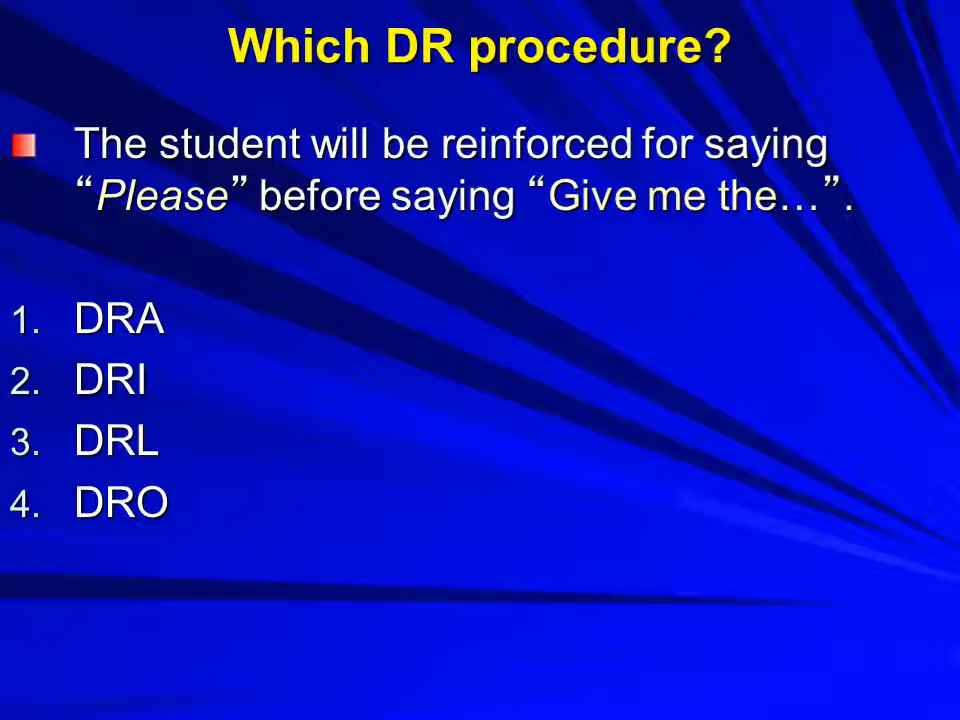 Which DR procedure?
The student will be reinforced for saying
“Please” before saying “Give me the…”.
1. DRA
2. DRI
3. DRL
4. DRO